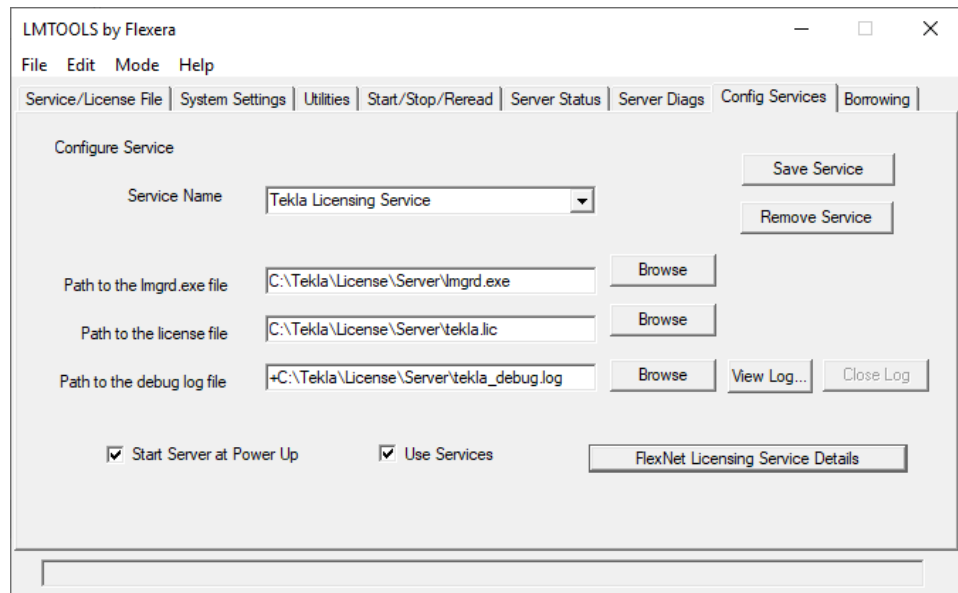 LMTOOLS by Flexera
File Edit Mode Help
Service/License File System Settings Utilities Start/Stop/Reread Server Status Server Diags Config Services Borrowing
Configure Service
Save Service
Service Name Tekla Licensing Service
Remove Service
Path to the lmgrd.exe file C:\Tekla\License\Server\lmgrd.exe Browse
Path to the license file C:\Tekla\License\Server\tekla.lic Browse
Path to the debug log file +C:\Tekla\License\Server\tekla_debug.log Browse View Log... Close Log
Start Server at Power Up Use Services FlexNet Licensing Service Details